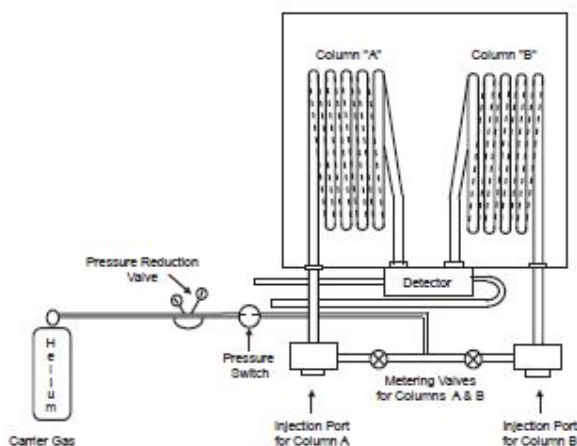 Column "A"
Column "B"
Pressure Reduction
Valve
Detector
Helium
Pressure
Switch
Metering Valves
for Columns A & B
Carrier Gas
Injection Port
for Column A
Injection Port
for Column B